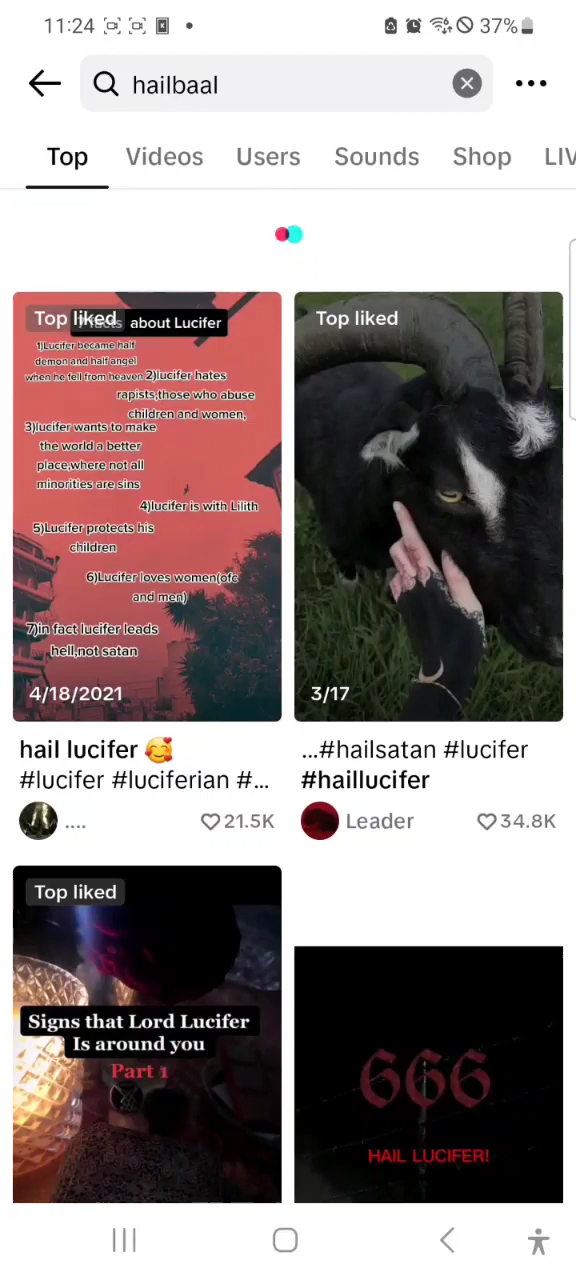 11:24
37%
hailbaal
Top Videos Users Sounds Shop LIV
Top liked
about Lucifer
1)Lucifer became half
demon and half angel
when he fell from heaven 2)lucifer hates
rapists,those who abuse
children and women,
3)lucifer wants to make
the world a better
place,where not all
minorities are sins
4)lucifer is with Lilith
5)Lucifer protects his
children
6)Lucifer loves women(ofc
and men)
7)in fact lucifer leads
hell,not satan
4/18/2021
hail lucifer 🥰
#lucifer #luciferian #...
....
21.5K
Top liked
3/17
...#hailsatan #lucifer
#haillucifer
Leader
34.8K
Top liked
Signs that Lord Lucifer
Is around you
Part 1
666
HAIL LUCIFER!